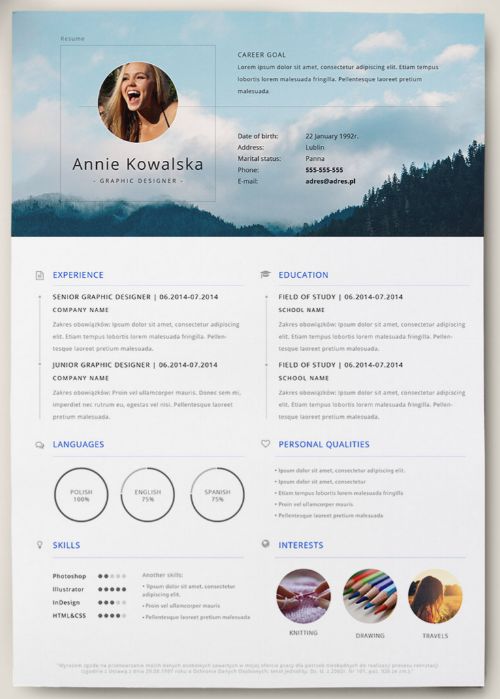 Resume
Annie Kowalska
- GRAPHIC DESIGNER -
CAREER GOAL
Lorem ipsum dolor sit amet, consectetur adipiscing elit. Etiam tempus
lobortis lorem malesuada fringilla. Pellentesque pretium
malesuada.
Date of birth: 22 January 1992r.
Address: Lublin
Marital status: Panna
Phone: 555-555-555
E-mail: adres@adres.pl
EXPERIENCE
SENIOR GRAPHIC DESIGNER | 06.2014-07.2014
COMPANY NAME
Zakres obowiązków: Ipsum dolor sit amet, consectetur adipiscing
elit. Etiam tempus lobortis lorem malesuada fringilla. Pellen-
tesque laoreet pretium malesuada.
JUNIOR GRAPHIC DESIGNER | 06.2014-07.2014
COMPANY NAME
Zakres obowiązków: Proin vel ullamcorper mauris. Donec sem mi,
imperdiet nec rutrum eu, egestas vel nisi. Pellentesque laoreet
pretium malesuada.
EDUCATION
FIELD OF STUDY | 06.2014-07.2014
SCHOOL NAME
Zakres obowiązków: Ipsum dolor sit amet, consectetur adipiscing
elit. Etiam tempus lobortis lorem malesuada fringilla. Pellen-
tesque laoreet pretium malesuada.
FIELD OF STUDY | 06.2014-07.2014
SCHOOL NAME
Zakres obowiązków: Ipsum dolor sit amet, consectetur adipiscing
elit. Etiam tempus lobortis lorem malesuada fringilla. Pellen-
tesque laoreet pretium malesuada.
LANGUAGES
POLISH
100%
ENGLISH
75%
SPANISH
75%
PERSONAL QUALITIES
• Ipsum dolor sit amet, consectetur adipiscing elit.
• Ipsum dolor sit amet, consectetur
• Etiam tempus lobortis lorem malesuada fringilla
• Proin vel ullamcorper mauris
• Pellentesque laoreet pretium malesuada
SKILLS
Photoshop
Illustrator
InDesign
HTML&CSS
Another skills:
• Ipsum dolor sit amet, consectetur
adipiscing elit.
• Proin vel ullamcorper mauris
• Pellentesque laoreet pretium malesuada
INTERESTS
KNITTING
DRAWING
TRAVELS
"Wyrażam zgodę na przetwarzanie moich danych osobowych zawartych w mojej ofercie pracy dla potrzeb niezbędnych do realizacji procesu rekrutacji
(zgodnie z Ustawą z dnia 29.08.1997 roku o Ochronie Danych Osobowych; tekst jednolity: Dz. U. z 2002r. Nr 101, poz. 926 ze zm.)."